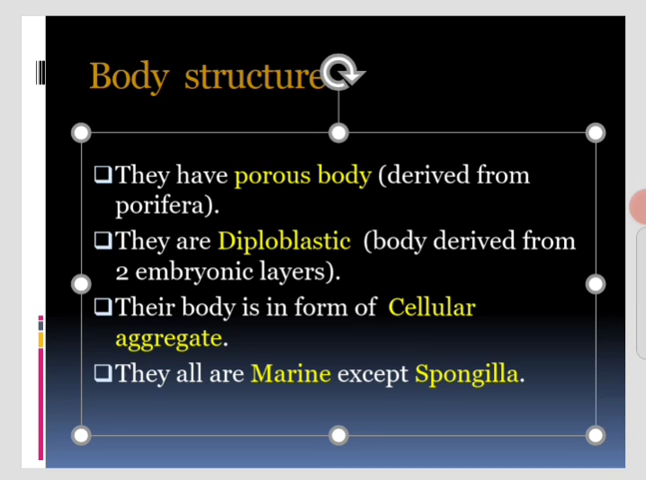 Body structure
❑They have porous body (derived from
porifera).
❑They are Diploblastic (body derived from
2 embryonic layers).
❑Their body is in form of Cellular
aggregate.
❑They all are Marine except Spongilla.